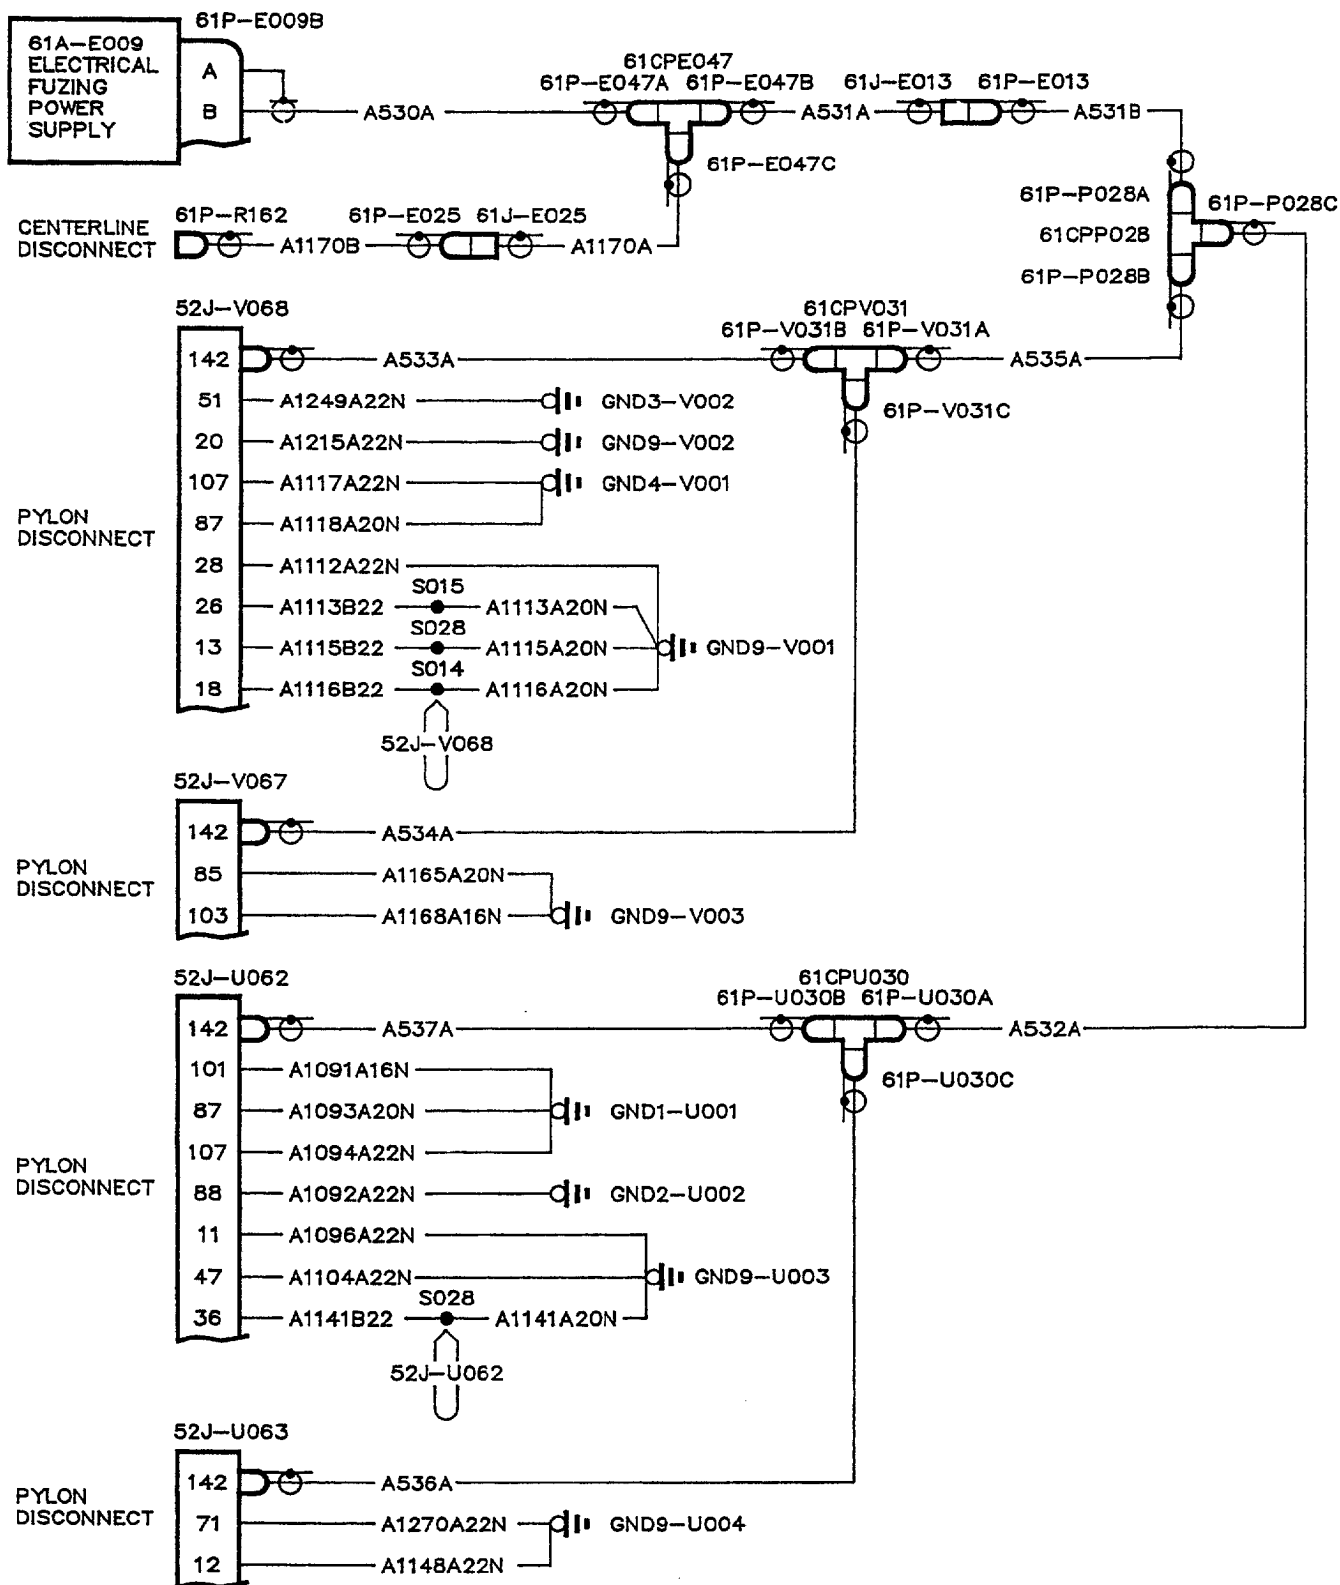 61P-E009B
61A-E009
ELECTRICAL
FUZING
POWER
SUPPLY
A
B
A530A
61CPE047
61P-E047A 61P-E047B
61J-E013 61P-E013
A531A
A531B
61P-E047C
61P-P028A
61P-P028C
61CPP028
61P-P028B
CENTERLINE
DISCONNECT
61P-R162
61P-E025 61J-E025
A1170B
A1170A
52J-V068
61CPV031
61P-V031B 61P-V031A
142
A533A
A535A
61P-V031C
51 A1249A22N GND3-V002
20 A1215A22N GND9-V002
107 A1117A22N GND4-V001
PYLON
DISCONNECT
87 A1118A20N
28 A1112A22N
S015
26 A1113B22 A1113A20N
S028
13 A1115B22 A1115A20N GND9-V001
S014
18 A1116B22 A1116A20N
52J-V068
52J-V067
142 A534A
PYLON
DISCONNECT
85 A1165A20N
103 A1168A16N GND9-V003
52J-U062
61CPU030
61P-U030B 61P-U030A
142 A537A A532A
61P-U030C
101 A1091A16N
87 A1093A20N GND1-U001
107 A1094A22N
PYLON
DISCONNECT
88 A1092A22N GND2-U002
11 A1096A22N
47 A1104A22N GND9-U003
S028
36 A1141B22 A1141A20N
52J-U062
52J-U063
142 A536A
PYLON
DISCONNECT
71 A1270A22N GND9-U004
12 A1148A22N